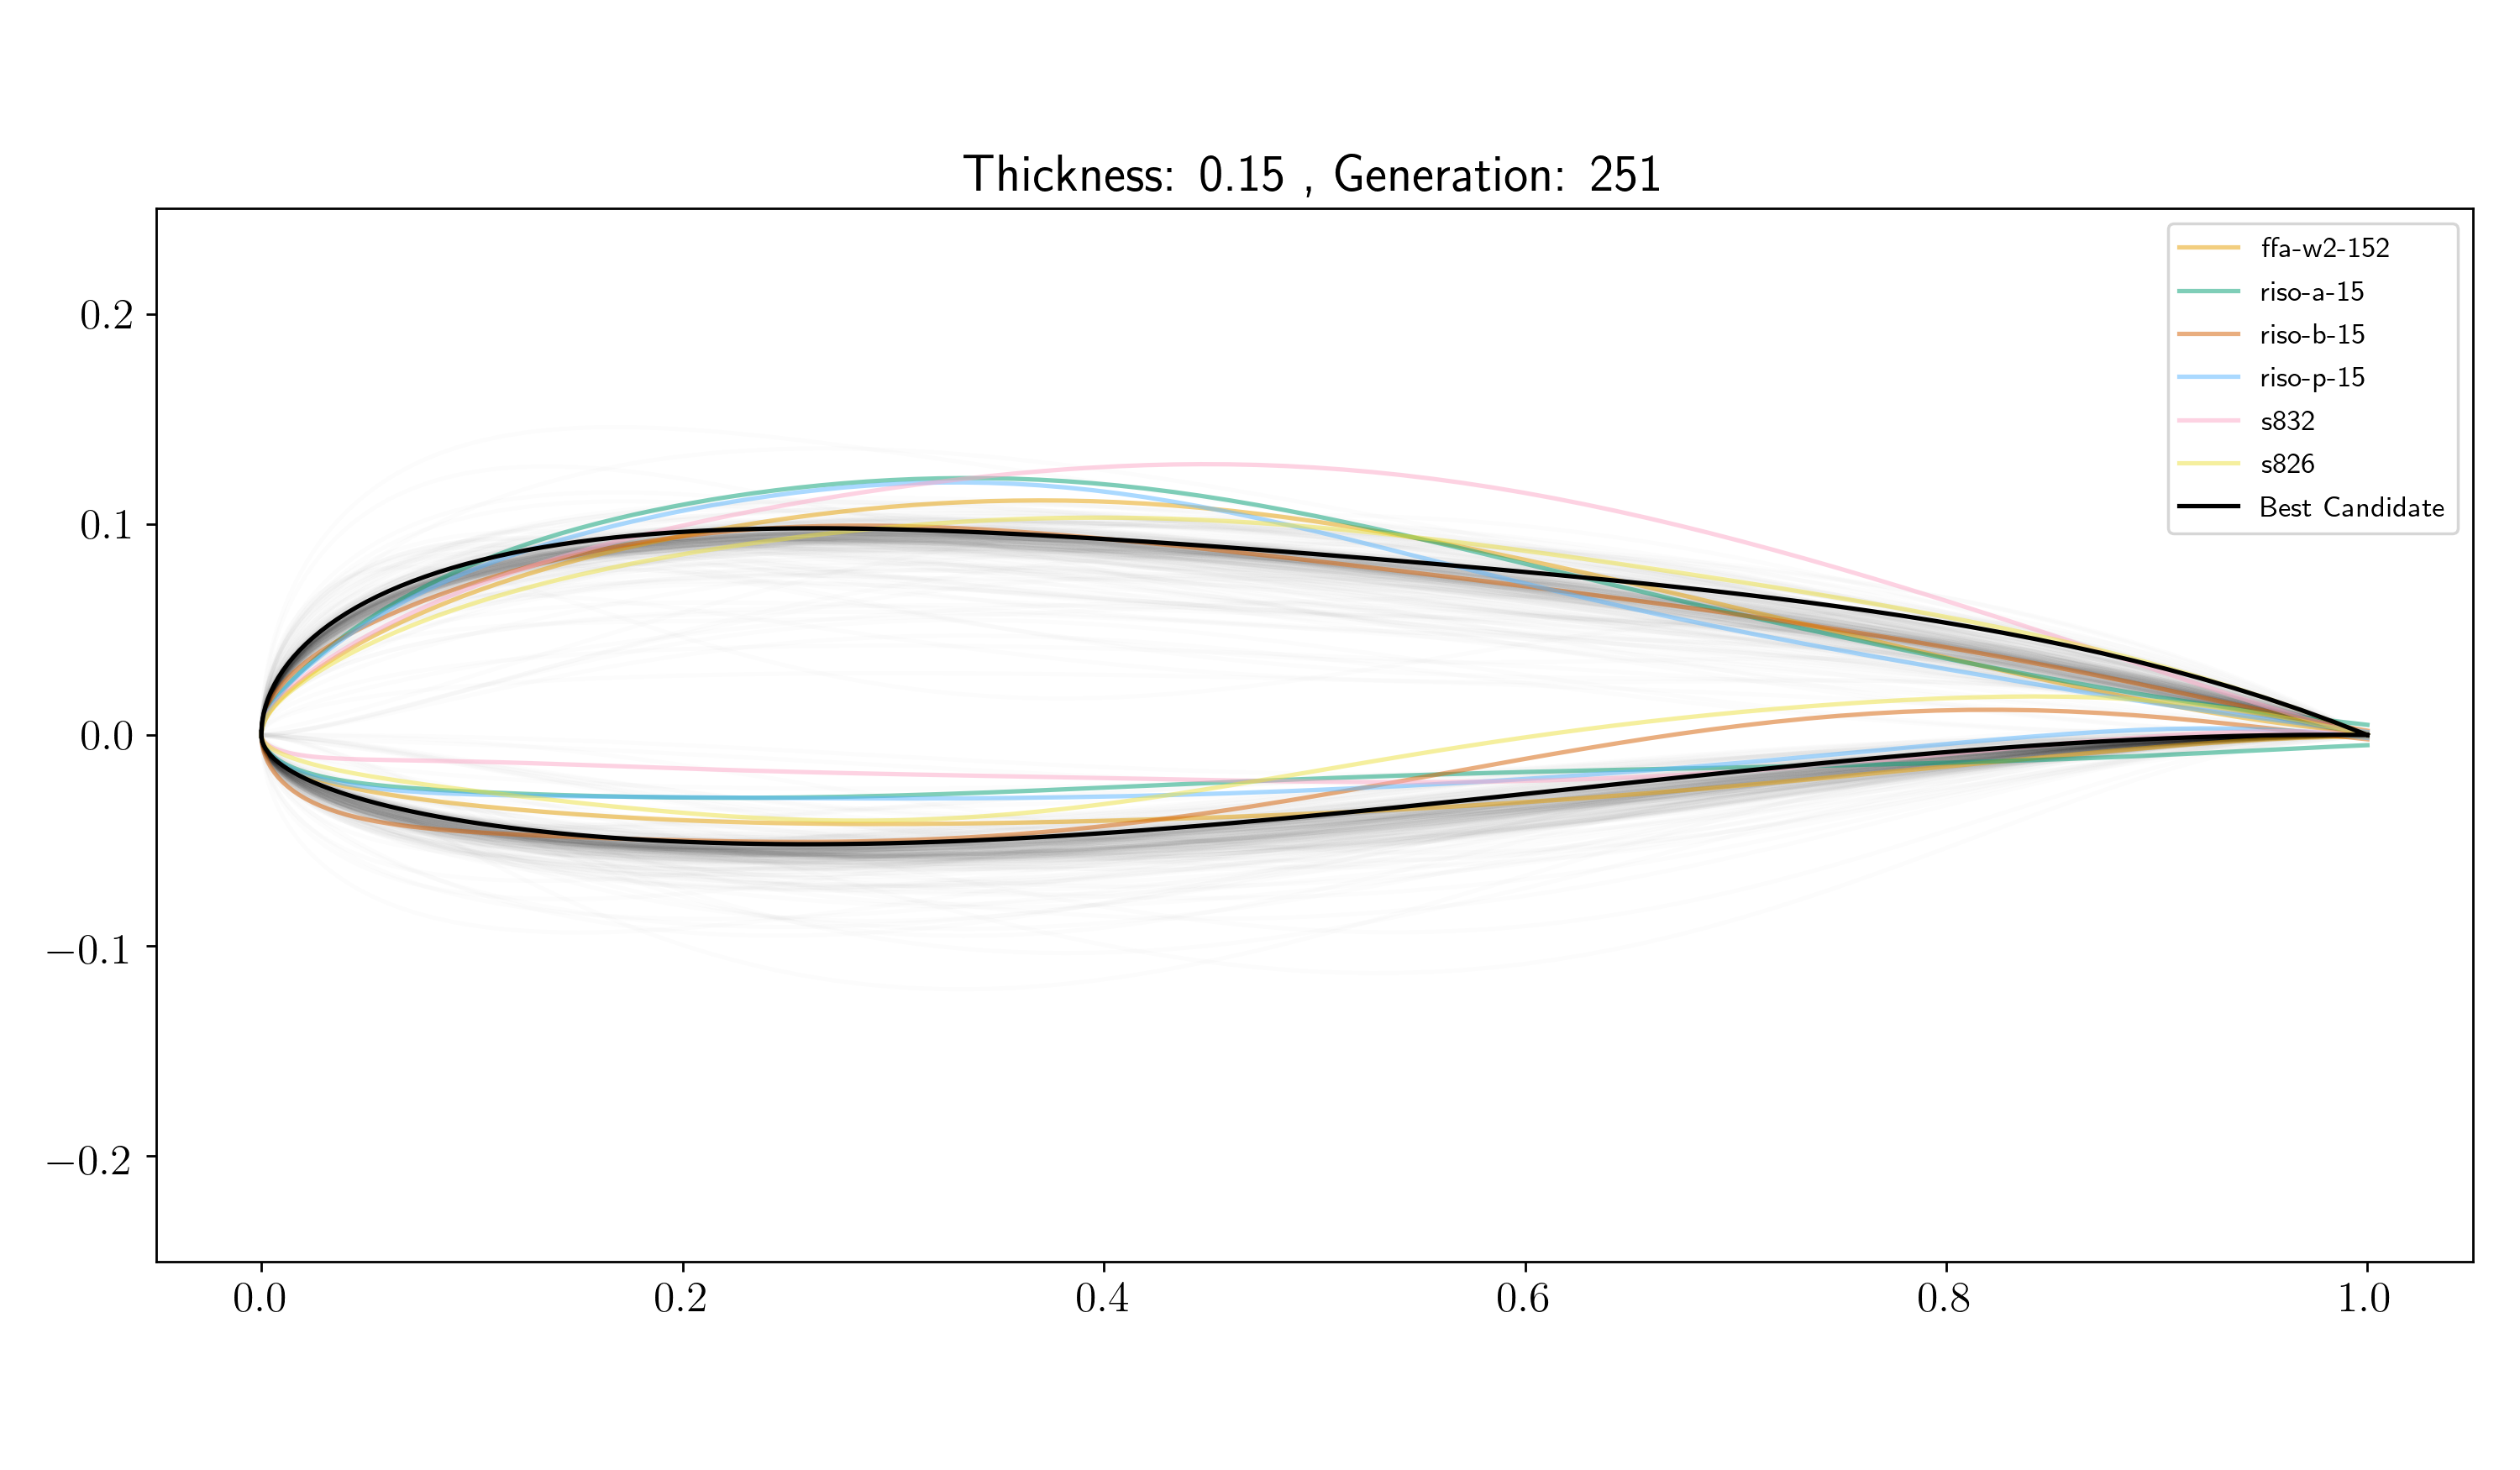 Thickness: 0.15 , Generation: 251
ffa-w2-152
riso-a-15
riso-b-15
riso-p-15
s832
s826
Best Candidate
0.2
0.1
0.0
−0.1
−0.2
0.0 0.2 0.4 0.6 0.8 1.0